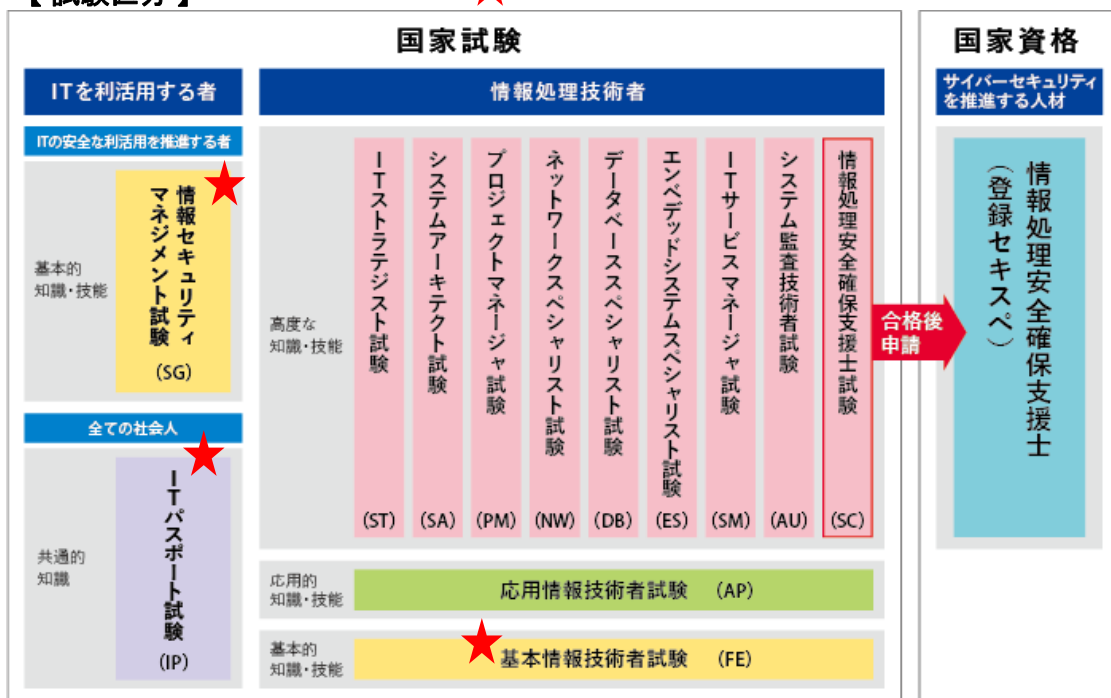 【 試験区分 】
国家試験
国家資格
ITを利活用する者
情報処理技術者
サイバーセキュリティ
を推進する人材
ITの安全な利活用を推進する者
基本的
知識・技能
情報セキュリティ
マネジメント試験
(SG)
全ての社会人
共通的
知識
ITパスポート試験
(IP)
高度な
知識・技能
ITストラテジスト試験
(ST)
システムアーキテクト試験
(SA)
プロジェクトマネージャ試験
(PM)
ネットワークスペシャリスト試験
(NW)
データベーススペシャリスト試験
(DB)
エンベデッドシステムスペシャリスト試験
(ES)
ITサービスマネージャ試験
(SM)
システム監査技術者試験
(AU)
情報処理安全確保支援士試験
(SC)
合格後
申請
情報処理安全確保支援士
(登録セキスペ)
応用的
知識・技能
応用情報技術者試験 (AP)
基本的
知識・技能
基本情報技術者試験 (FE)